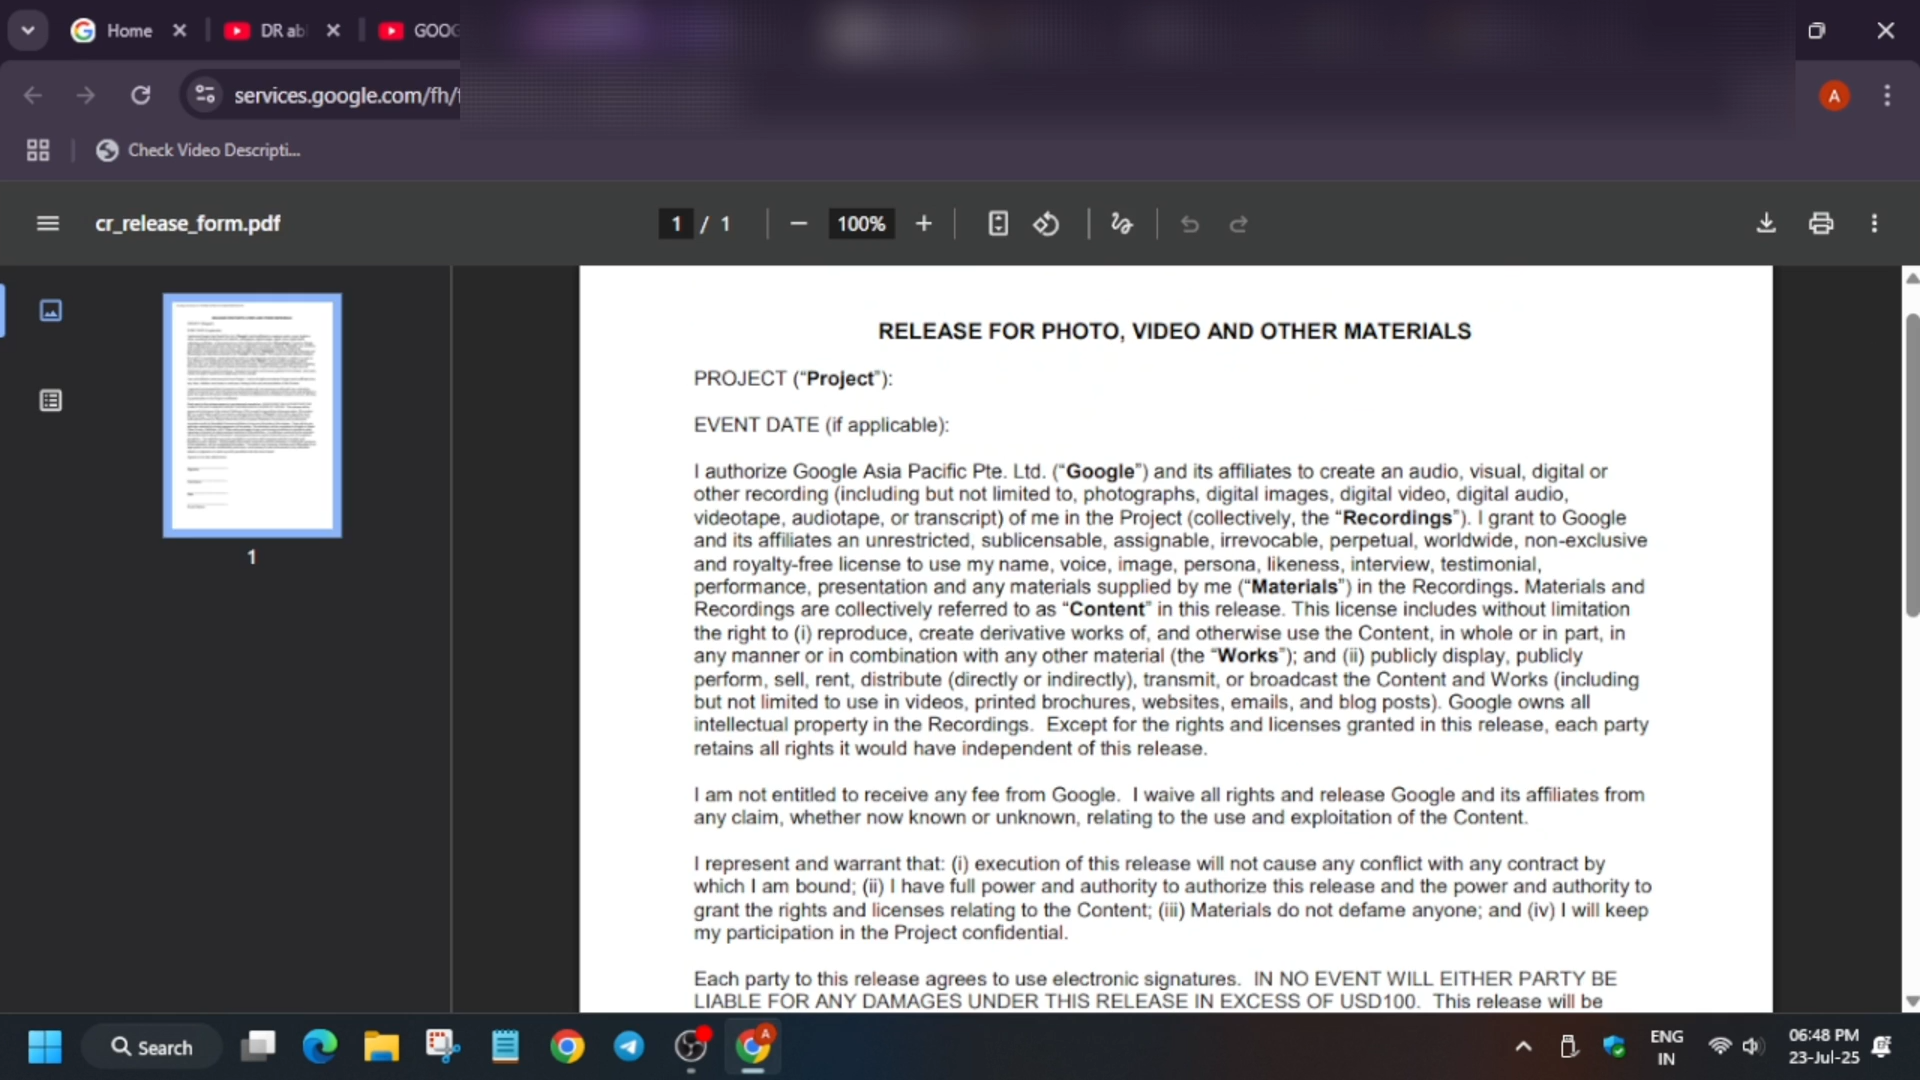 Home
DR ab
GOOG
services.google.com/fh/
A
Check Video Descripti...
cr_release_form.pdf
1 / 1
100%
1
RELEASE FOR PHOTO, VIDEO AND OTHER MATERIALS
PROJECT (“Project”):
EVENT DATE (if applicable):
I authorize Google Asia Pacific Pte. Ltd. (“Google”) and its affiliates to create an audio, visual, digital or
other recording (including but not limited to, photographs, digital images, digital video, digital audio,
videotape, audiotape, or transcript) of me in the Project (collectively, the “Recordings”). I grant to Google
and its affiliates an unrestricted, sublicensable, assignable, irrevocable, perpetual, worldwide, non-exclusive
and royalty-free license to use my name, voice, image, persona, likeness, interview, testimonial,
performance, presentation and any materials supplied by me (“Materials”) in the Recordings. Materials and
Recordings are collectively referred to as “Content” in this release. This license includes without limitation
the right to (i) reproduce, create derivative works of, and otherwise use the Content, in whole or in part, in
any manner or in combination with any other material (the “Works”); and (ii) publicly display, publicly
perform, sell, rent, distribute (directly or indirectly), transmit, or broadcast the Content and Works (including
but not limited to use in videos, printed brochures, websites, emails, and blog posts). Google owns all
intellectual property in the Recordings.  Except for the rights and licenses granted in this release, each party
retains all rights it would have independent of this release.
I am not entitled to receive any fee from Google.  I waive all rights and release Google and its affiliates from
any claim, whether now known or unknown, relating to the use and exploitation of the Content.
I represent and warrant that: (i) execution of this release will not cause any conflict with any contract by
which I am bound; (ii) I have full power and authority to authorize this release and the power and authority to
grant the rights and licenses relating to the Content; (iii) Materials do not defame anyone; and (iv) I will keep
my participation in the Project confidential.
Each party to this release agrees to use electronic signatures.  IN NO EVENT WILL EITHER PARTY BE
LIABLE FOR ANY DAMAGES UNDER THIS RELEASE IN EXCESS OF USD100.  This release will be
Search
A
ENG
IN
06:48 PM
23-Jul-25